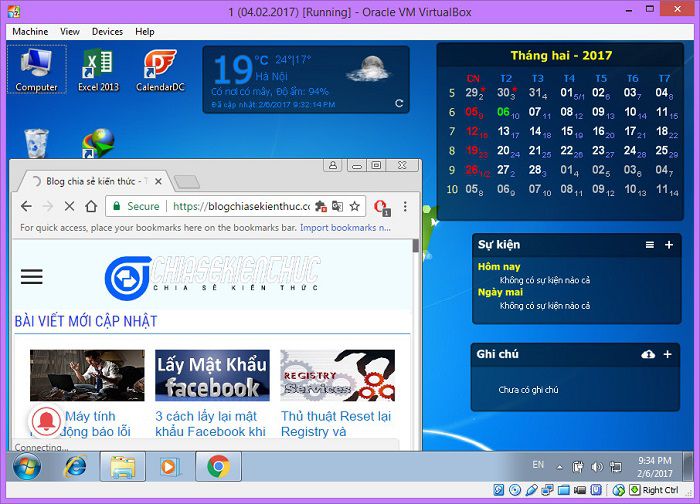 1 (04.02.2017) [Running] - Oracle VM VirtualBox
Machine View Devices Help
Computer
Excel 2013
CalendarDC
19°C 24°|17°
Hà Nội
Có nơi có mây, Độ ẩm: 94%
Đã cập nhật: 2/6/2017 9:32:14 PM
Tháng hai - 2017
CN T2 T3 T4 T5 T6 T7
5 29 2 30 3 31 4 01 5/1 02 6 03 7 04 8
6 05 9 06 10 07 11 08 12 09 13 10 14 11 15
7 12 16 13 17 14 18 15 19 16 20 17 21 18 22
8 19 23 20 24 21 25 22 26 23 27 24 28 25 29
9 26 1/2 27 2 28 3 01 4 02 5 03 6 04 7
10 05 8 06 9 07 10 08 11 09 12 10 13 11 14
Blog chia sẻ kiến thức - T
Secure https://blogchiasekienthuc.co
1
For quick access, place your bookmarks here on the bookmarks bar. Import bookmarks n...
CHIASEKIENTHUC
CHIA SẺ KIẾN THỨC
BÀI VIẾT MỚI CẬP NHẬT
Lấy Mật Khẩu
facebook
REGISTRY
Services
Máy tính
động báo lỗi
3 cách lấy lại mật
khẩu Facebook khi
Thủ thuật Reset lại
Registry và
Connecting...
Sự kiện
Hôm nay
Không có sự kiện nào cả
Ngày mai
Không có sự kiện nào cả
Ghi chú
Chưa có ghi chú
EN
9:34 PM
2/6/2017
Right Ctrl